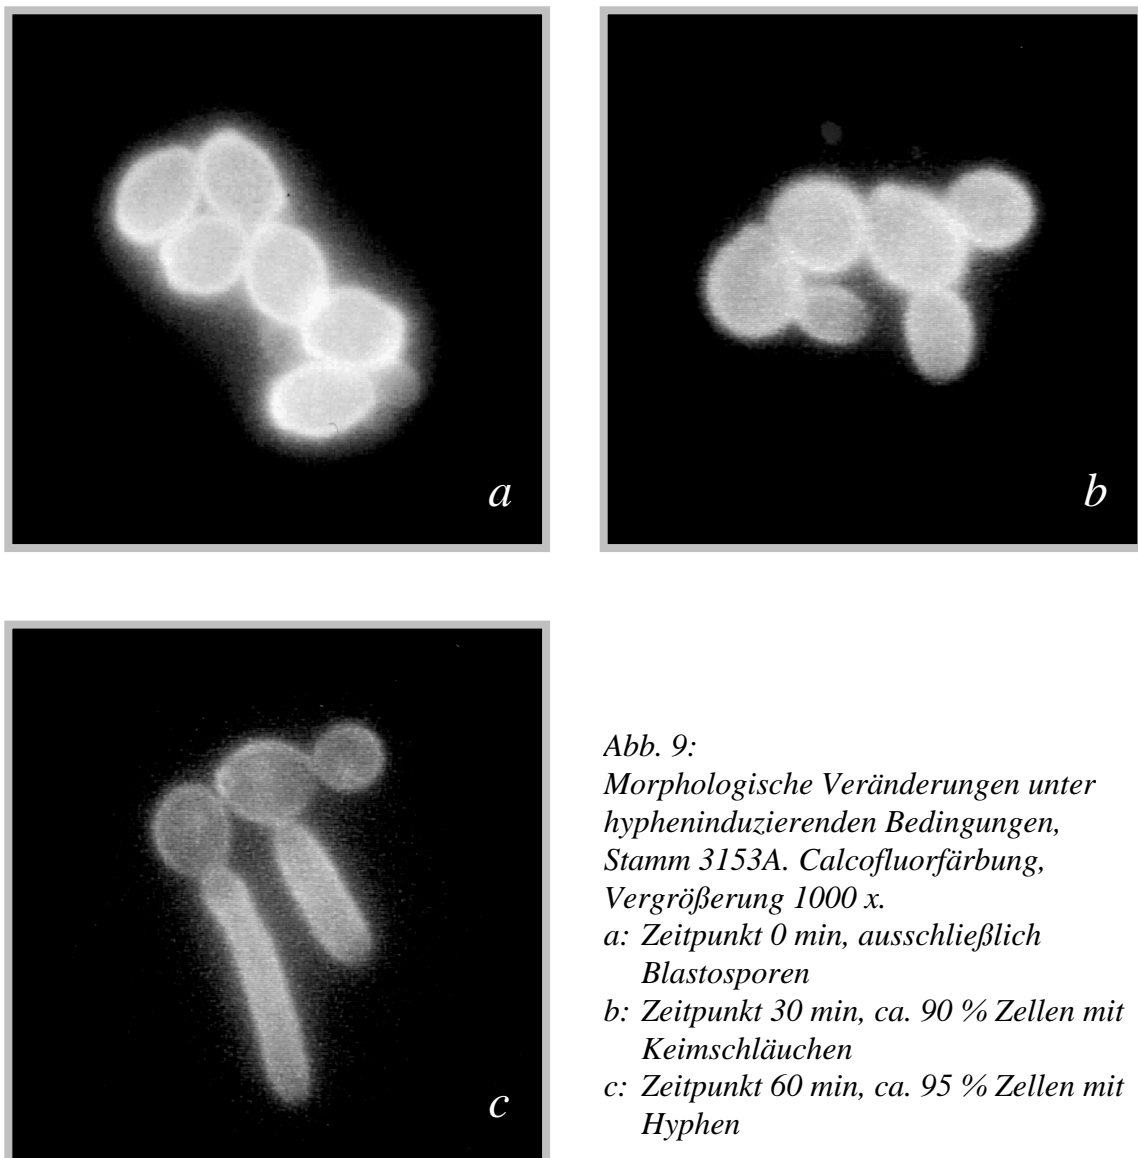 a
b
c
Abb. 9:
Morphologische Veränderungen unter
hypheninduzierenden Bedingungen,
Stamm 3153A. Calcofluorfärbung,
Vergrößerung 1000 x.
a: Zeitpunkt 0 min, ausschließlich
Blastosporen
b: Zeitpunkt 30 min, ca. 90 % Zellen mit
Keimschläuchen
c: Zeitpunkt 60 min, ca. 95 % Zellen mit
Hyphen